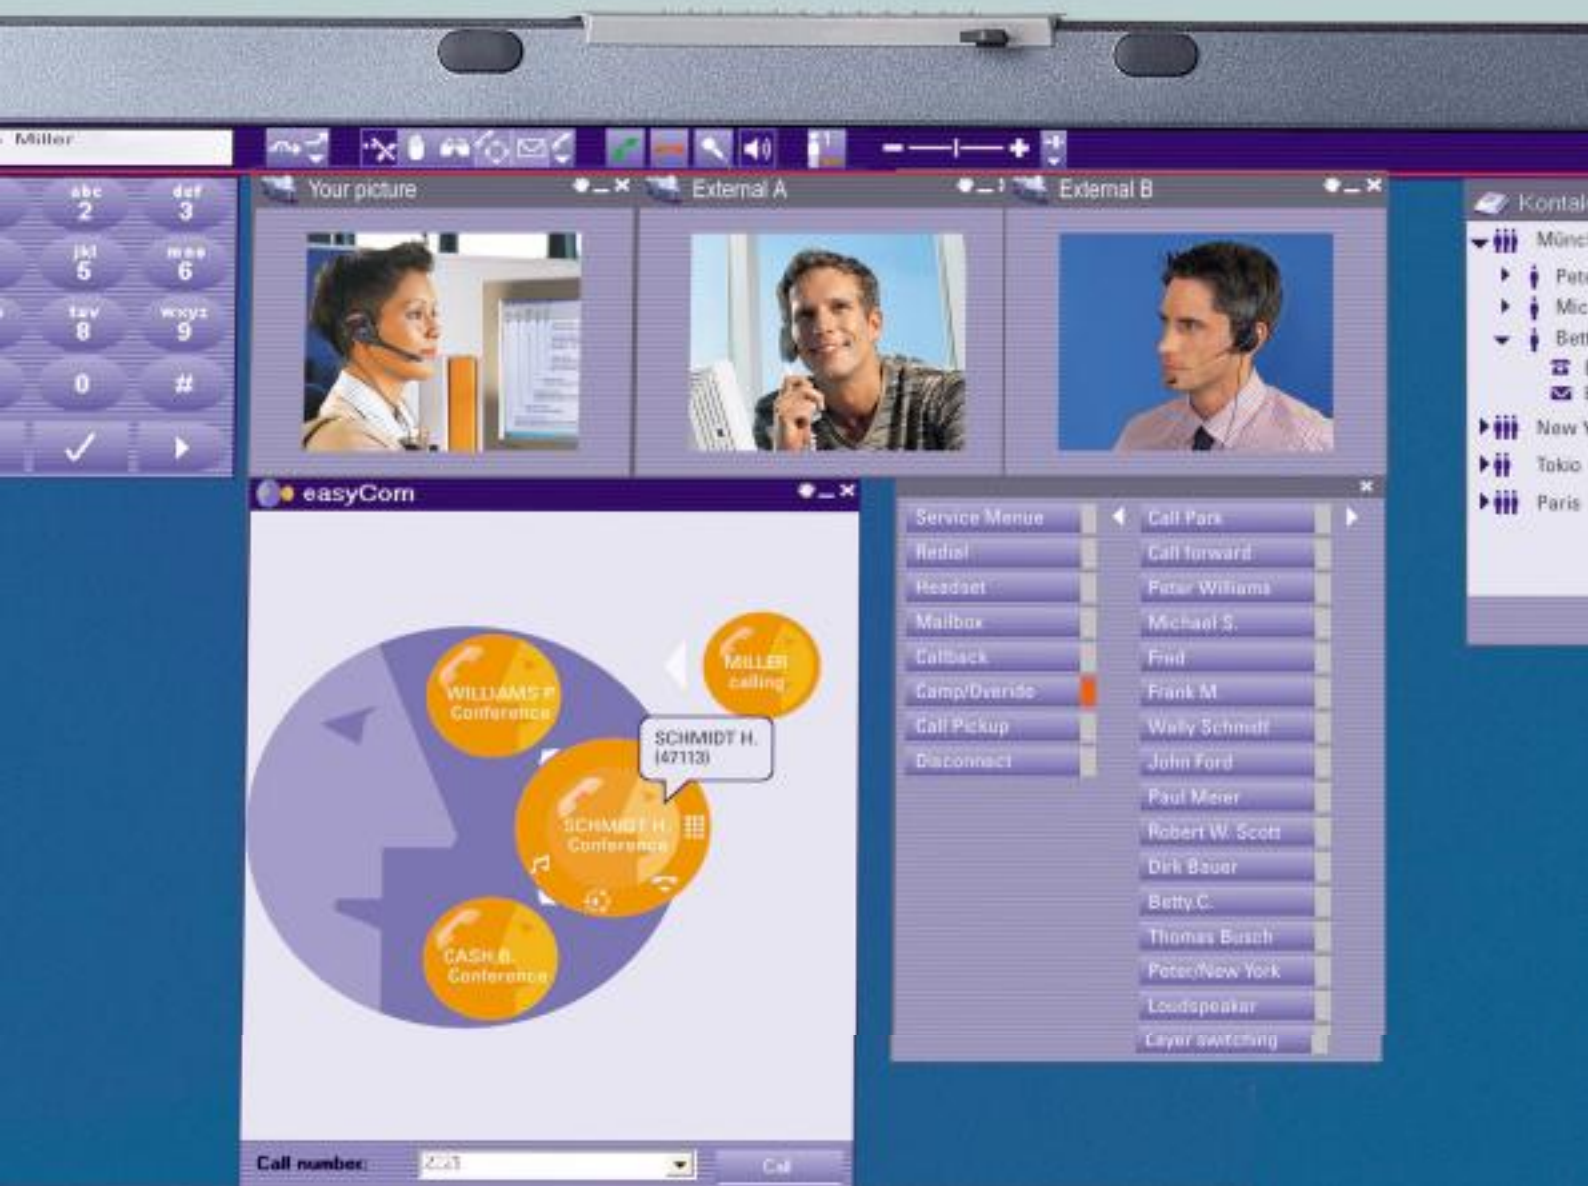 Miller
Your picture
External A
External B
abc
2
def
3
jkl
5
mno
6
tuv
8
wxyz
9
0
#
Münc
Pete
Mic
Bett
New Y
Tokio
Paris
easyCom
MILLER
calling
WILLIAMS P.
Conference
SCHMIDT H.
(47113)
SCHMIDT H.
Conference
CASH B.
Conference
Call number:
Call
Service Menue
Redial
Headset
Mailbox
Callback
Camp/Overide
Call Pickup
Disconnect
Call Park
Call forward
Peter Williams
Michael S.
Fred
Frank M
Wally Schmidt
John Ford
Paul Meier
Robert W. Scott
Dirk Bauer
Betty C.
Thomas Busch
Peter/New York
Loudspeaker
Layer switching